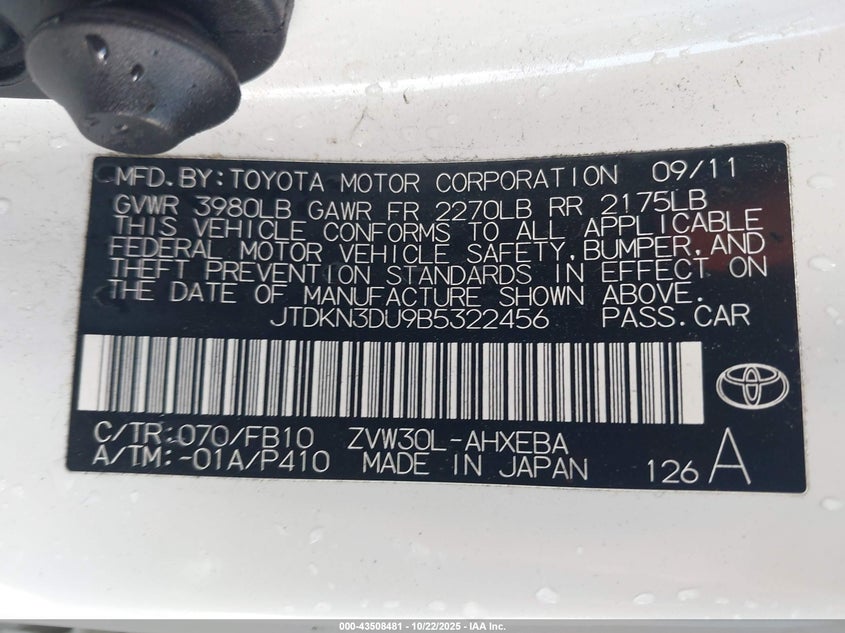 MFD.BY:TOYOTA MOTOR CORPORATION 09/11
GVWR 3980LB GAWR FR 2270LB RR 2175LB
THIS VEHICLE CONFORMS TO ALL APPLICABLE
FEDERAL MOTOR VEHICLE SAFETY,BUMPER,AND
THEFT PREVENTION STANDARDS IN EFFECT ON
THE DATE OF MANUFACTURE SHOWN ABOVE.
JTDKN3DU9B5322456 PASS.CAR
C/TR:070/FB10 ZVW30L-AHXEBA
A/TM:-01A/P410 MADE IN JAPAN 126 A
000-43508481 - 10/22/2025 - IAA Inc.